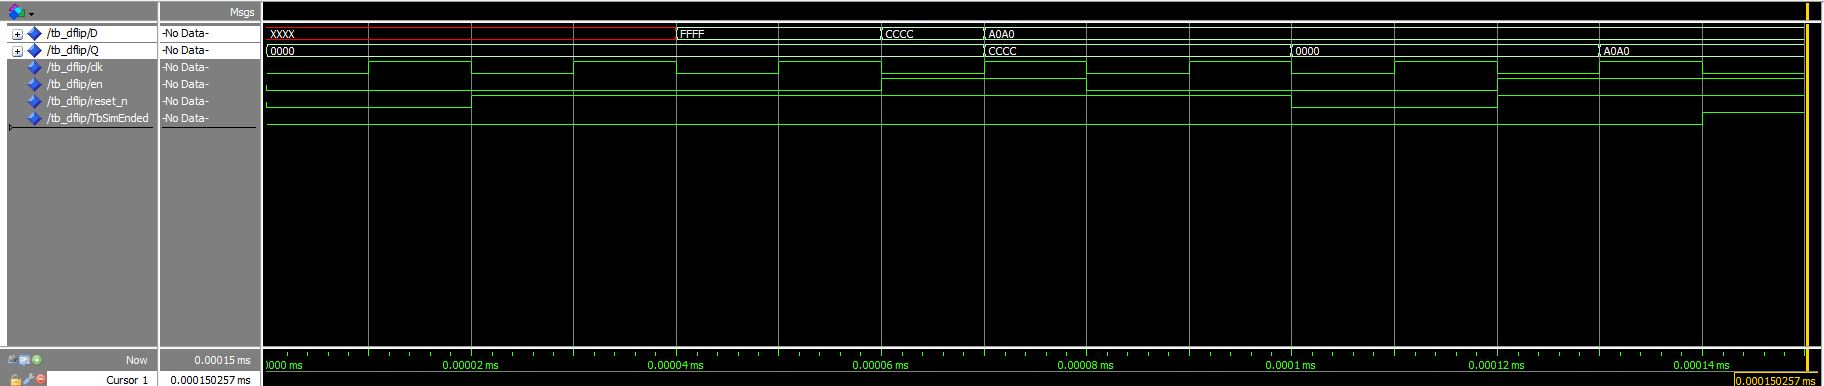 Msgs
/tb_dflip/D -No Data- XXXX FFFF CCCC A0A0
/tb_dflip/Q -No Data- 0000 CCCC 0000 A0A0
/tb_dflip/clk -No Data-
/tb_dflip/en -No Data-
/tb_dflip/reset_n -No Data-
/tb_dflip/TbSimEnded -No Data-
Now 0.00015 ms 0000 ms 0.00002 ms 0.00004 ms 0.00006 ms 0.00008 ms 0.0001 ms 0.00012 ms 0.00014 ms
Cursor 1 0.000150257 ms 0.000150257 ms